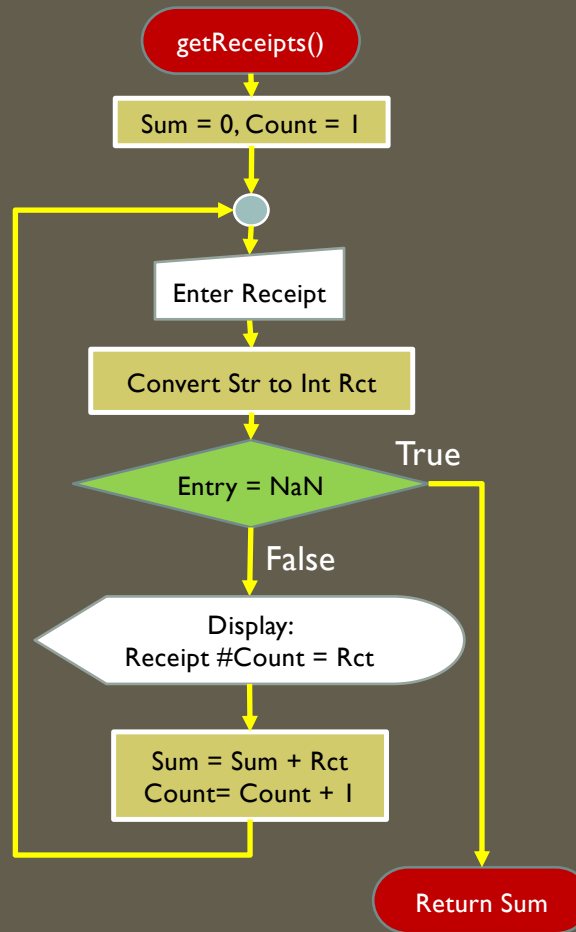 getReceipts()
Sum = 0, Count = 1
Enter Receipt
Convert Str to Int Rct
Entry = NaN
True
False
Display:
Receipt #Count = Rct
Sum = Sum + Rct
Count= Count + 1
Return Sum